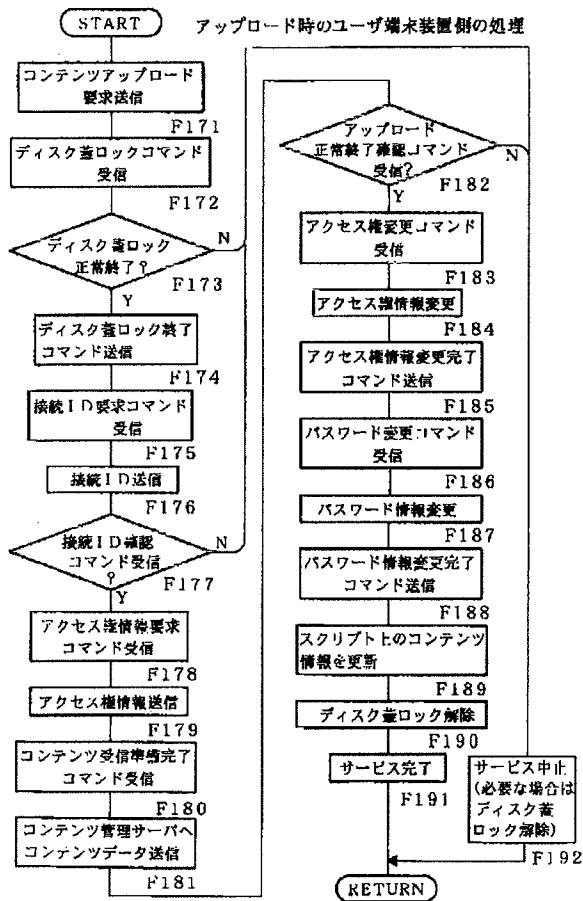 START
アップロード時のユーザ端末装置側の処理
コンテンツアップロード
要求送信
F171
ディスク蓋ロックコマンド
受信
F172
ディスク蓋ロック
正常終了?
N
F173
Y
ディスク蓋ロック終了
コマンド送信
F174
接続ID要求コマンド
受信
F175
接続ID送信
F176
接続ID確認
コマンド受信
?
N
F177
Y
アクセス権情報要求
コマンド受信
F178
アクセス権情報送信
F179
コンテンツ受信準備完了
コマンド受信
F180
コンテンツ管理サーバへ
コンテンツデータ送信
F181
アップロード
正常終了確認コマンド
受信?
N
F182
Y
アクセス権変更コマンド
受信
F183
アクセス権情報変更
F184
アクセス権情報変更完了
コマンド送信
F185
パスワード変更コマンド
受信
F186
パスワード情報変更
F187
パスワード情報変更完了
コマンド送信
F188
スクリプト上のコンテンツ
情報を更新
F189
ディスク蓋ロック解除
F190
サービス完了
F191
サービス中止
(必要な場合は
ディスク蓋
ロック解除)
F192
RETURN